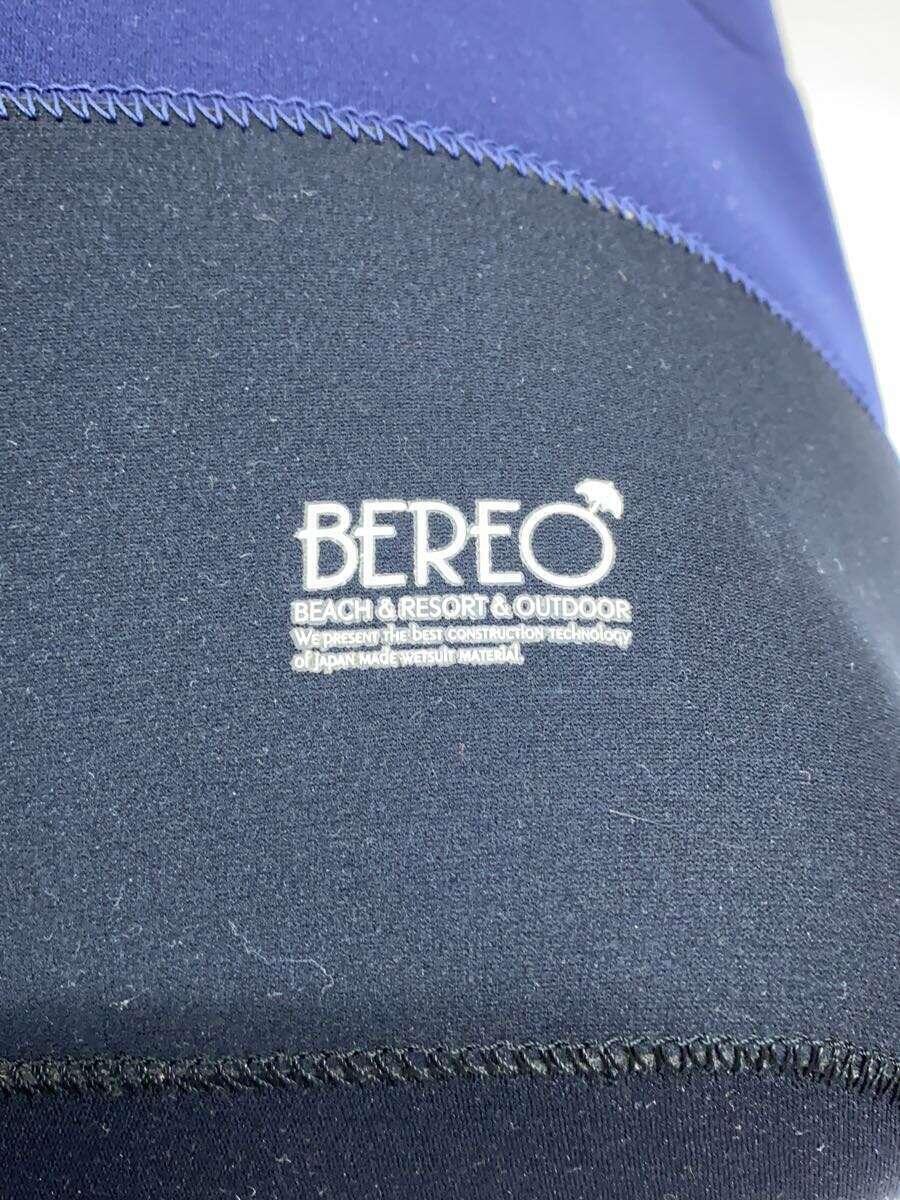 BEREO
BEACH & RESORT & OUTDOOR
WE PRESENT THE BEST CONSTRUCTION TECHNOLOGY
OF JAPAN MADE WETSUIT MATERIAL.